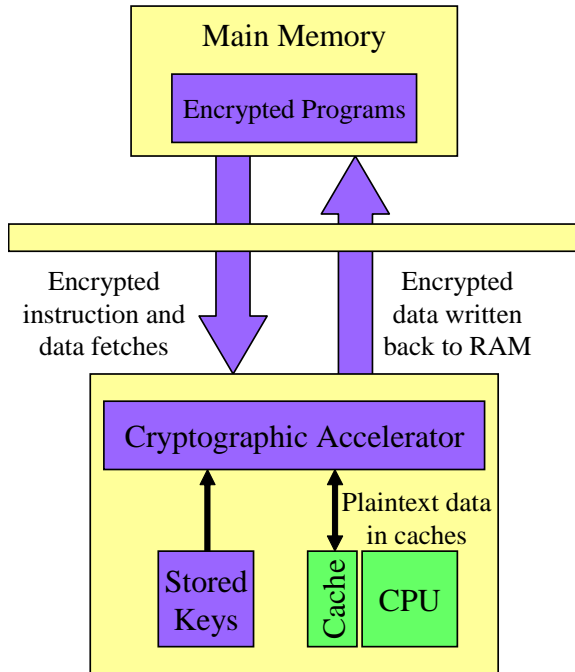 Main Memory
Encrypted Programs
Encrypted
instruction and
data fetches
Encrypted
data written
back to RAM
Cryptographic Accelerator
Plaintext data
in caches
Stored
Keys
Cache
CPU